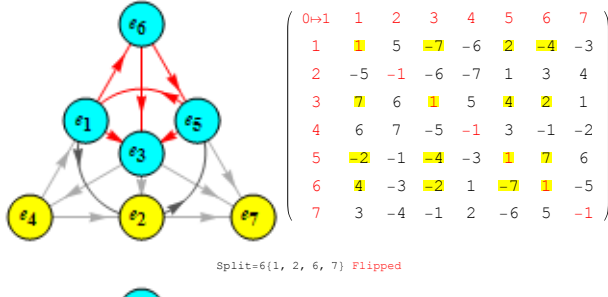 e6
e1
e5
e3
e4
e2
e7
0↦1 1 2 3 4 5 6 7
1 1 5 -7 -6 2 -4 -3
2 -5 -1 -6 -7 1 3 4
3 7 6 1 5 4 2 1
4 6 7 -5 -1 3 -1 -2
5 -2 -1 -4 -3 1 7 6
6 4 -3 -2 1 -7 1 -5
7 3 -4 -1 2 -6 5 -1
Split=6{1, 2, 6, 7} Flipped